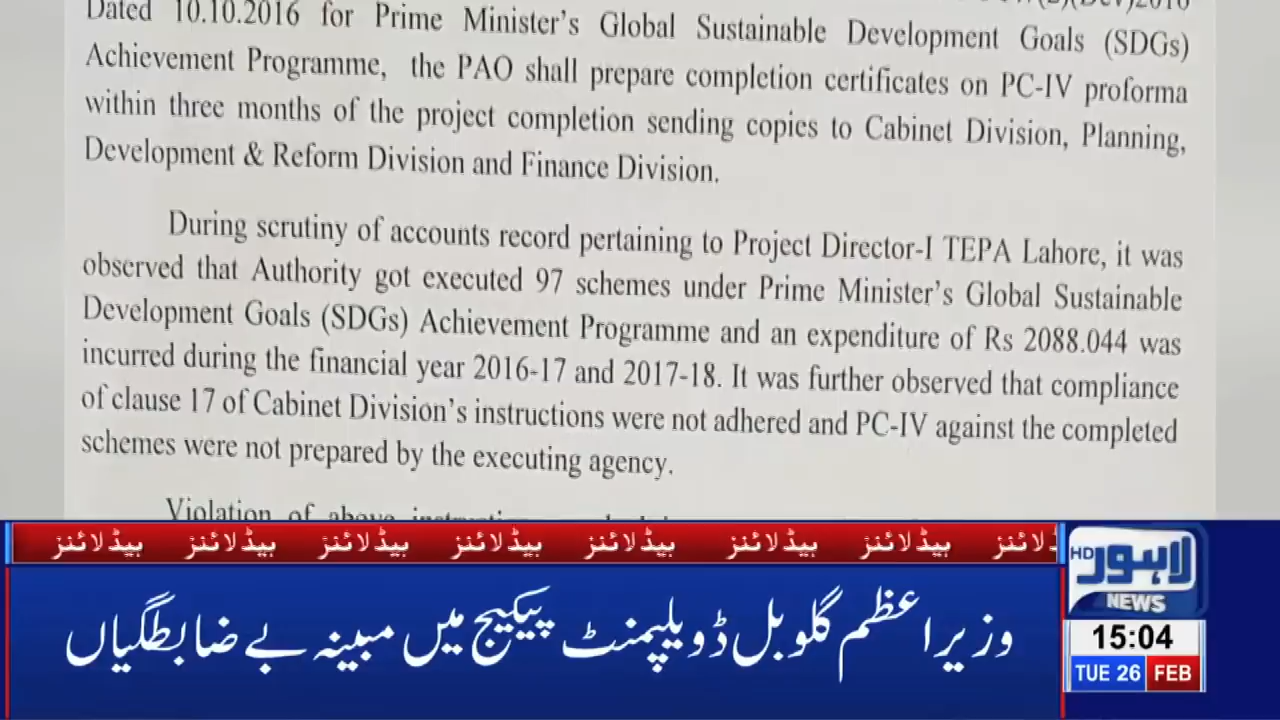 Dated 10.10.2016 for Prime Minister's Global Sustainable Development Goals (SDGs)
Achievement Programme, the PAO shall prepare completion certificates on PC-IV proforma
within three months of the project completion sending copies to Cabinet Division, Planning,
Development & Reform Division and Finance Division.
During scrutiny of accounts record pertaining to Project Director-I TEPA Lahore, it was
observed that Authority got executed 97 schemes under Prime Minister's Global Sustainable
Development Goals (SDGs) Achievement Programme and an expenditure of Rs 2088.044 was
incurred during the financial year 2016-17 and 2017-18. It was further observed that compliance
of clause 17 of Cabinet Division's instructions were not adhered and PC-IV against the completed
schemes were not prepared by the executing agency.
Violation of above
ہیڈلائنز ہیڈلائنز ہیڈلائنز ہیڈلائنز ہیڈلائنز ہیڈلائنز ہیڈلائنز
وزیراعظم گلوبل ڈویلپمنٹ پیکیج میں مبینہ بے ضابطگیاں
HD لاہور
NEWS
15:04
TUE 26 FEB